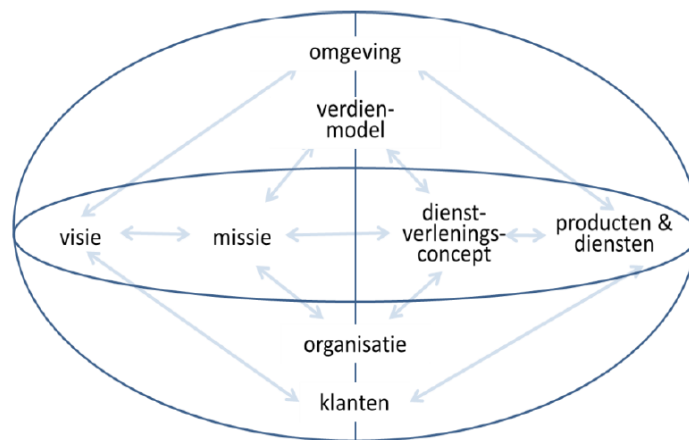 omgeving
verdien-
model
visie
missie
dienst-
verlenings-
concept
producten &
diensten
organisatie
klanten